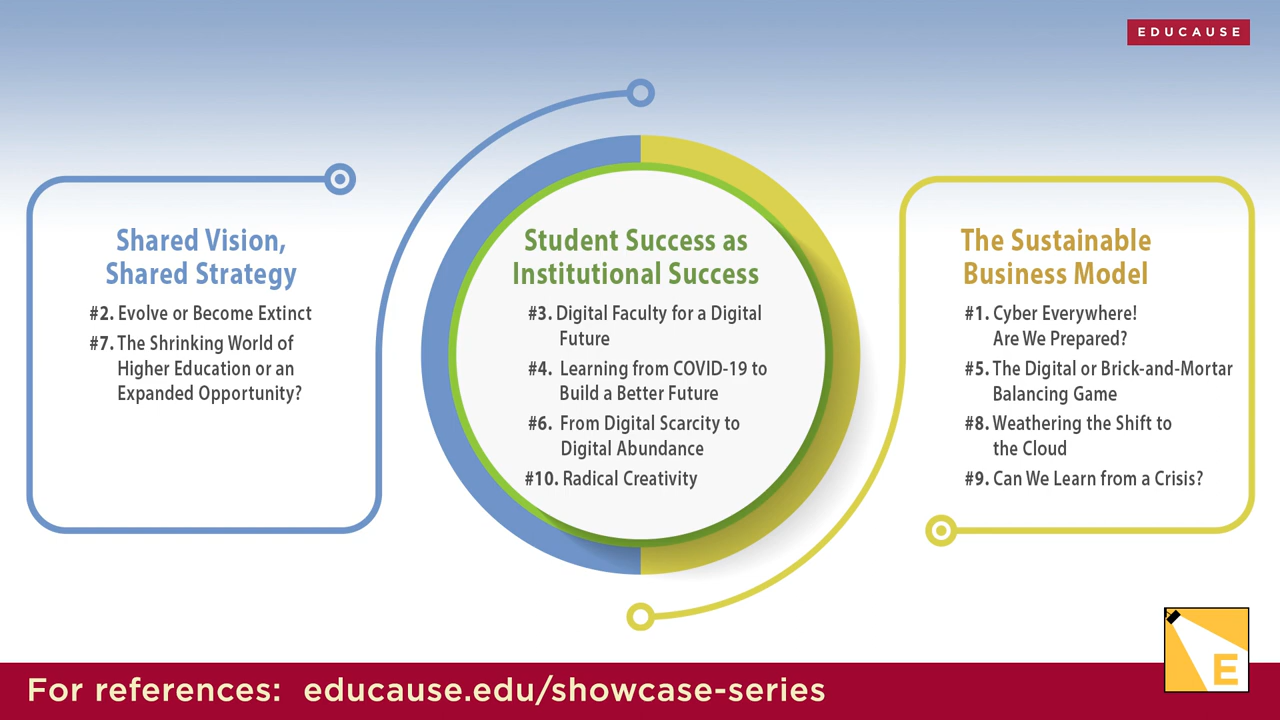 EDUCAUSE
Shared Vision,
Shared Strategy
#2. Evolve or Become Extinct
#7. The Shrinking World of
Higher Education or an
Expanded Opportunity?
Student Success as
Institutional Success
#3. Digital Faculty for a Digital
Future
#4. Learning from COVID-19 to
Build a Better Future
#6. From Digital Scarcity to
Digital Abundance
#10. Radical Creativity
The Sustainable
Business Model
#1. Cyber Everywhere!
Are We Prepared?
#5. The Digital or Brick-and-Mortar
Balancing Game
#8. Weathering the Shift to
the Cloud
#9. Can We Learn from a Crisis?
E
For references: educause.edu/showcase-series